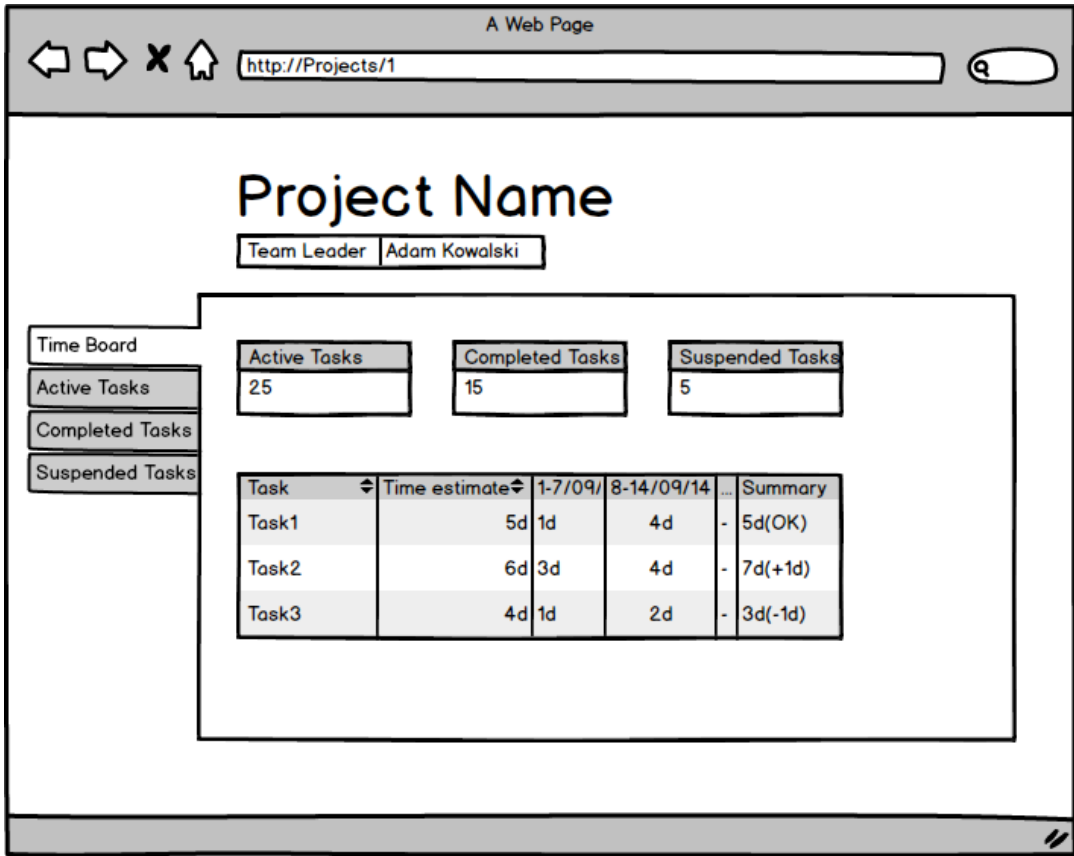 A Web Page
http://Projects/1
Project Name
Team Leader Adam Kowalski
Time Board
Active Tasks
Completed Tasks
Suspended Tasks
Active Tasks Completed Tasks Suspended Tasks
25 15 5
Task Time estimate 1-7/09/ 8-14/09/14 ... Summary
Task1 5d 1d 4d - 5d(OK)
Task2 6d 3d 4d - 7d(+1d)
Task3 4d 1d 2d - 3d(-1d)